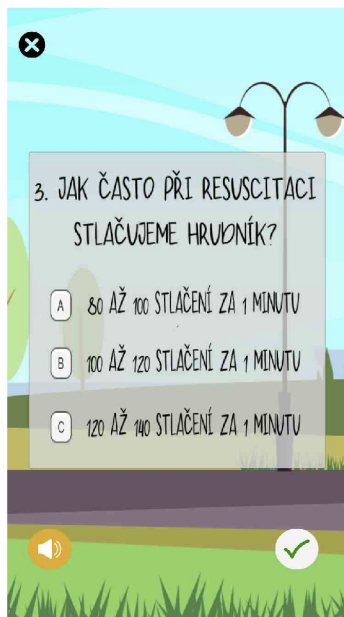 3. JAK ČASTO PŘI RESUSCITACI
STLAČUJEME HRUDNÍK?
A 80 AŽ 100 STLAČENÍ ZA 1 MINUTU
B 100 AŽ 120 STLAČENÍ ZA 1 MINUTU
C 120 AŽ 140 STLAČENÍ ZA 1 MINUTU